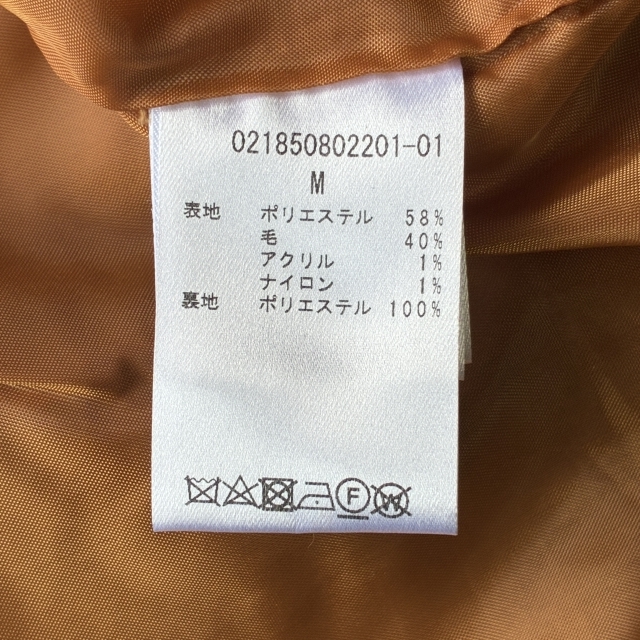 021850802201-01
M
表地 ポリエステル 58%
毛 40%
アクリル 1%
ナイロン 1%
裏地 ポリエステル 100%
F W